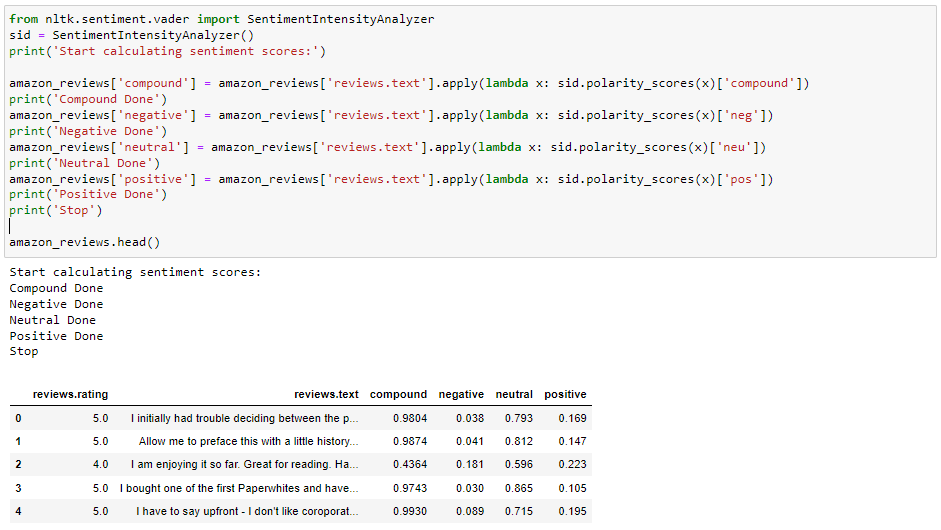 from nltk.sentiment.vader import SentimentIntensityAnalyzer
sid = SentimentIntensityAnalyzer()
print('Start calculating sentiment scores:')
amazon_reviews['compound'] = amazon_reviews['reviews.text'].apply(lambda x: sid.polarity_scores(x)['compound'])
print('Compound Done')
amazon_reviews['negative'] = amazon_reviews['reviews.text'].apply(lambda x: sid.polarity_scores(x)['neg'])
print('Negative Done')
amazon_reviews['neutral'] = amazon_reviews['reviews.text'].apply(lambda x: sid.polarity_scores(x)['neu'])
print('Neutral Done')
amazon_reviews['positive'] = amazon_reviews['reviews.text'].apply(lambda x: sid.polarity_scores(x)['pos'])
print('Positive Done')
print('Stop')
amazon_reviews.head()
Start calculating sentiment scores:
Compound Done
Negative Done
Neutral Done
Positive Done
Stop
reviews.rating reviews.text compound negative neutral positive
0 5.0 I initially had trouble deciding between the p... 0.9804 0.038 0.793 0.169
1 5.0 Allow me to preface this with a little history... 0.9874 0.041 0.812 0.147
2 4.0 I am enjoying it so far. Great for reading. Ha... 0.4364 0.181 0.596 0.223
3 5.0 I bought one of the first Paperwhites and have... 0.9743 0.030 0.865 0.105
4 5.0 I have to say upfront - I don't like coroporat... 0.9930 0.089 0.715 0.195